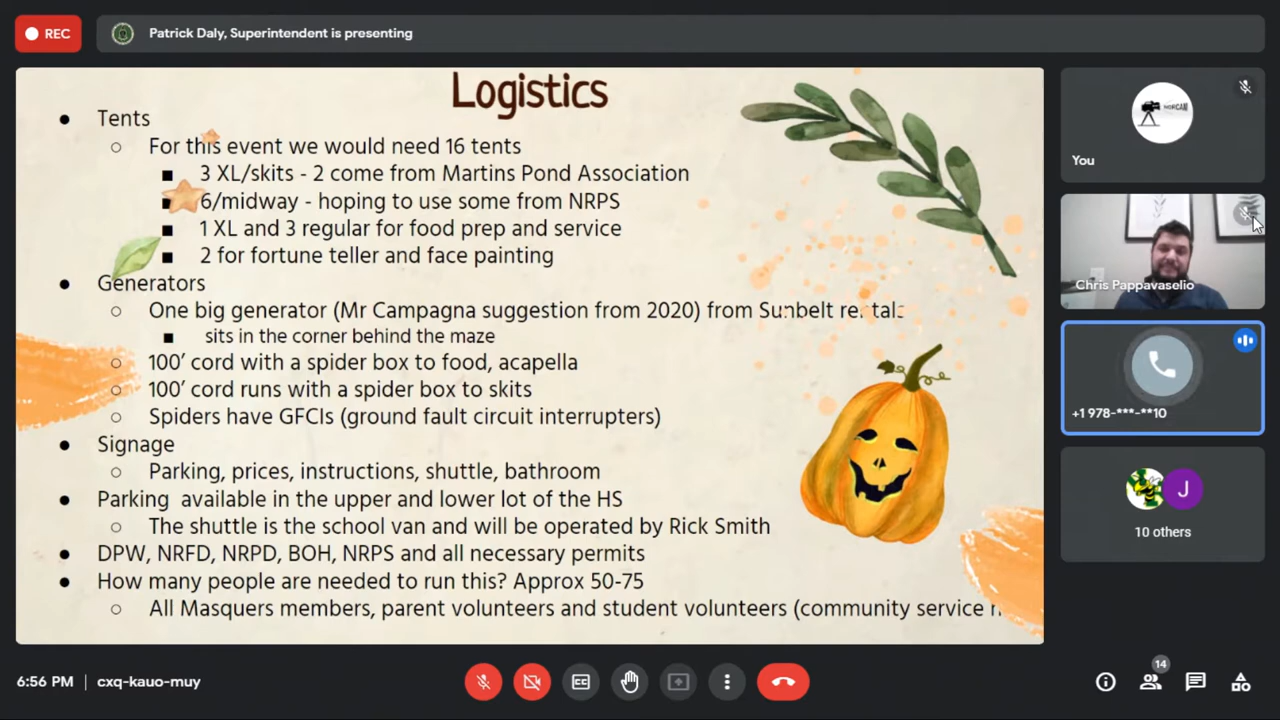 REC
Patrick Daly, Superintendent is presenting
Logistics
● Tents
○ For this event we would need 16 tents
■ 3 XL/skits - 2 come from Martins Pond Association
■ 6/midway - hoping to use some from NRPS
■ 1 XL and 3 regular for food prep and service
■ 2 for fortune teller and face painting
● Generators
○ One big generator (Mr Campagna suggestion from 2020) from Sunbelt rentals
■ sits in the corner behind the maze
○ 100' cord with a spider box to food, acapella
○ 100' cord runs with a spider box to skits
○ Spiders have GFCIs (ground fault circuit interrupters)
● Signage
○ Parking, prices, instructions, shuttle, bathroom
● Parking available in the upper and lower lot of the HS
○ The shuttle is the school van and will be operated by Rick Smith
● DPW, NRFD, NRPD, BOH, NRPS and all necessary permits
● How many people are needed to run this? Approx 50-75
○ All Masquers members, parent volunteers and student volunteers (community service
NORCAM
You
Chris Pappavaselio
+1 978-***-**10
J
10 others
6:56 PM | cxq-kauo-muy
CC
14